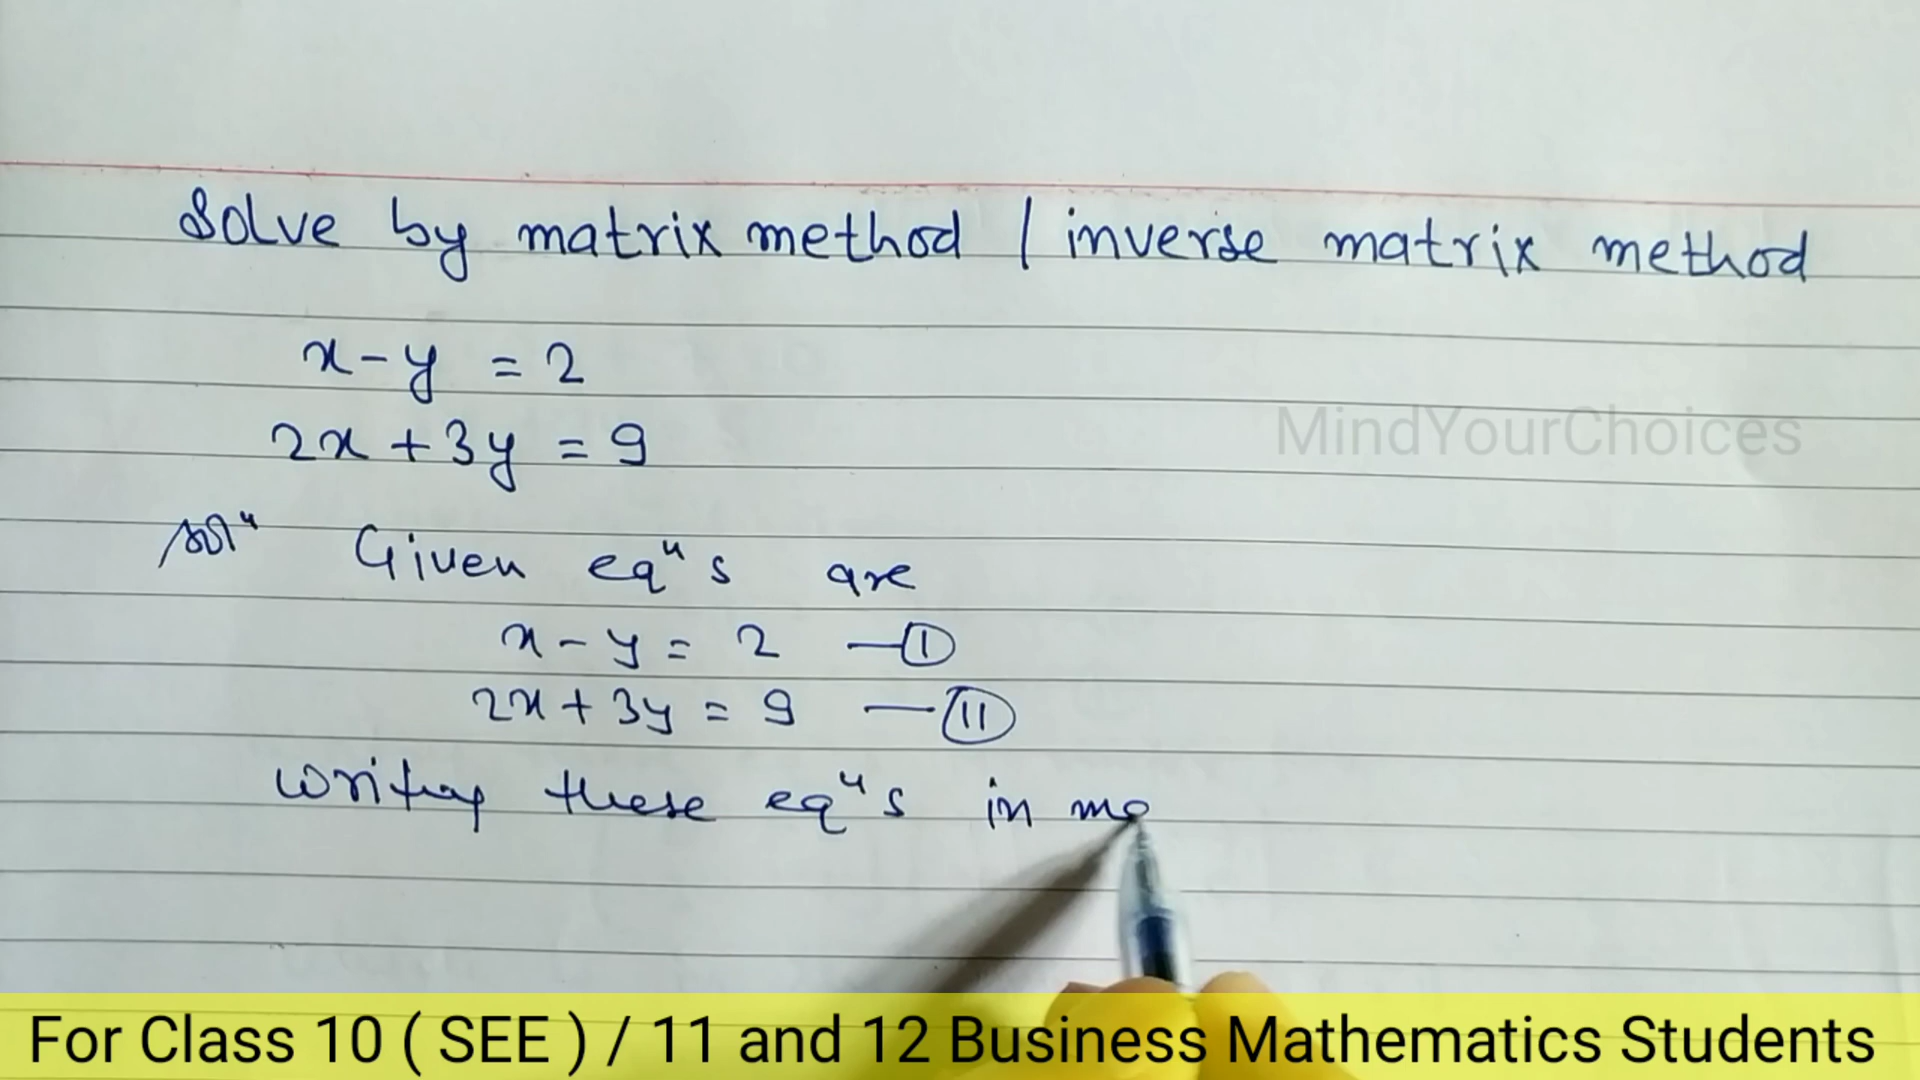 Solve by matrix method / inverse matrix method
x - y = 2
2x + 3y = 9
MindYourChoices
Solⁿ Given eqⁿs are
x - y = 2 — I
2x + 3y = 9 — II
Writing these eqⁿs in ma
For Class 10 ( SEE ) / 11 and 12 Business Mathematics Students